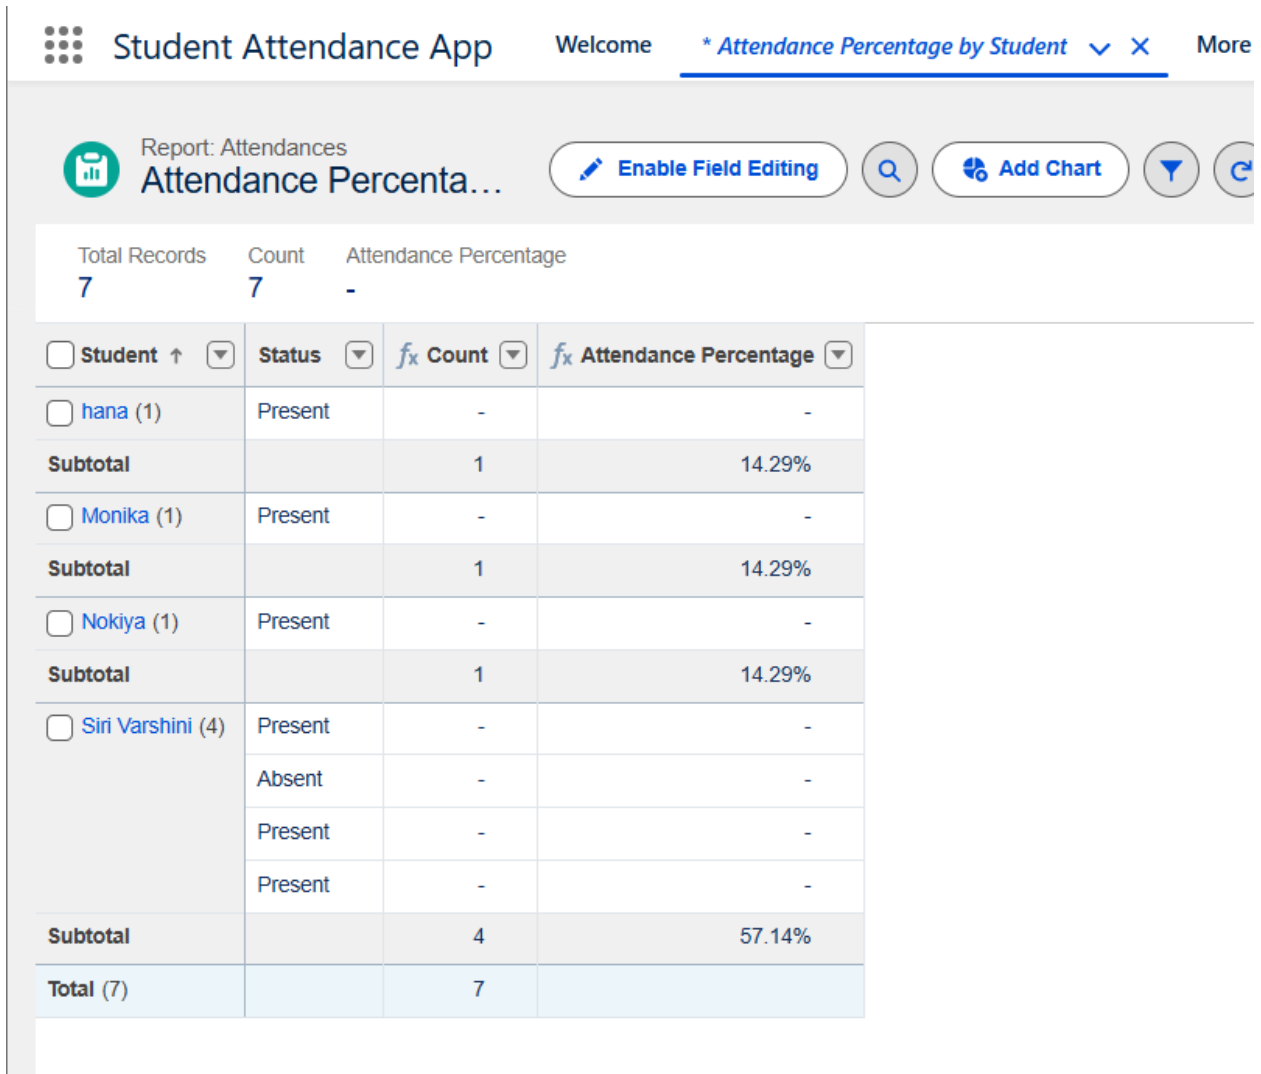 Student Attendance App Welcome * Attendance Percentage by Student More
Report: Attendances
Attendance Percenta... Enable Field Editing Add Chart
Total Records Count Attendance Percentage
7 7 -
Student ↑ Status fx Count fx Attendance Percentage
hana (1) Present - -
Subtotal 1 14.29%
Monika (1) Present - -
Subtotal 1 14.29%
Nokiya (1) Present - -
Subtotal 1 14.29%
Siri Varshini (4) Present - -
Absent - -
Present - -
Present - -
Subtotal 4 57.14%
Total (7) 7